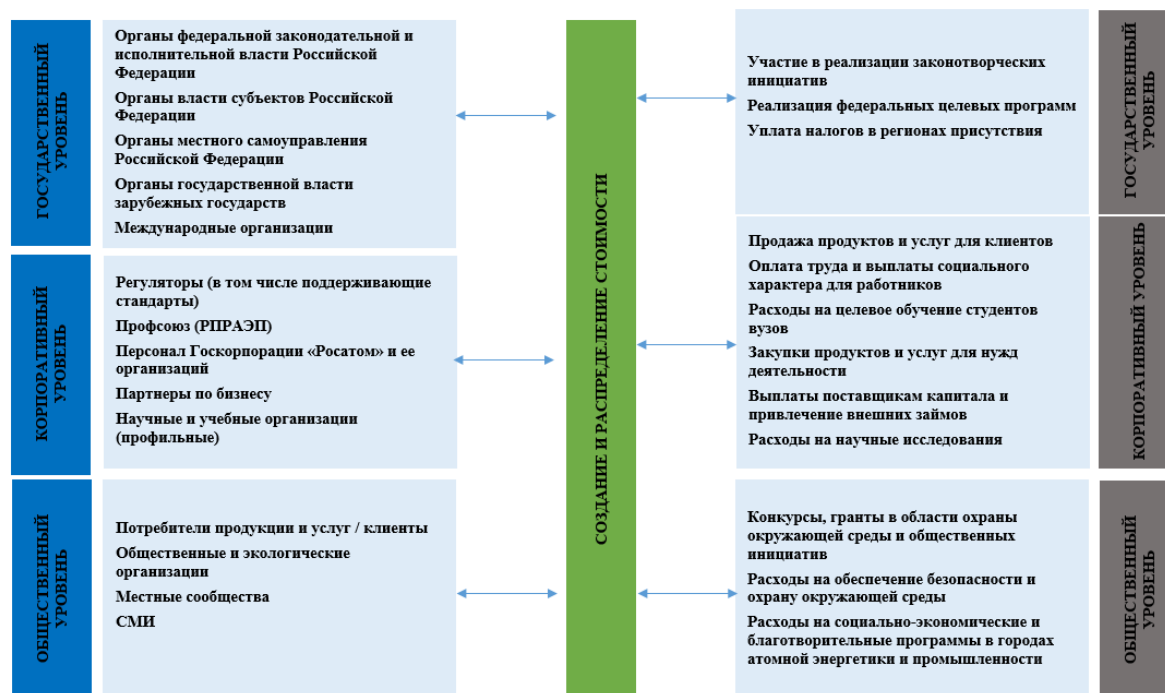 ГОСУДАРСТВЕННЫЙ
УРОВЕНЬ
Органы федеральной законодательной и
исполнительной власти Российской
Федерации
Органы власти субъектов Российской
Федерации
Органы местного самоуправления
Российской Федерации
Органы государственной власти
зарубежных государств
Международные организации
КОРПОРАТИВНЫЙ
УРОВЕНЬ
Регуляторы (в том числе поддерживающие
стандарты)
Профсоюз (РПРАЭП)
Персонал Госкорпорации «Росатом» и ее
организаций
Партнеры по бизнесу
Научные и учебные организации
(профильные)
ОБЩЕСТВЕННЫЙ
УРОВЕНЬ
Потребители продукции и услуг / клиенты
Общественные и экологические
организации
Местные сообщества
СМИ
СОЗДАНИЕ И РАСПРЕДЕЛЕНИЕ СТОИМОСТИ
Участие в реализации законотворческих
инициатив
Реализация федеральных целевых программ
Уплата налогов в регионах присутствия
ГОСУДАРСТВЕННЫЙ
УРОВЕНЬ
Продажа продуктов и услуг для клиентов
Оплата труда и выплаты социального
характера для работников
Расходы на целевое обучение студентов
вузов
Закупки продуктов и услуг для нужд
деятельности
Выплаты поставщикам капитала и
привлечение внешних займов
Расходы на научные исследования
КОРПОРАТИВНЫЙ УРОВЕНЬ
Конкурсы, гранты в области охраны
окружающей среды и общественных
инициатив
Расходы на обеспечение безопасности и
охрану окружающей среды
Расходы на социально-экономические и
благотворительные программы в городах
атомной энергетики и промышленности
ОБЩЕСТВЕННЫЙ
УРОВЕНЬ